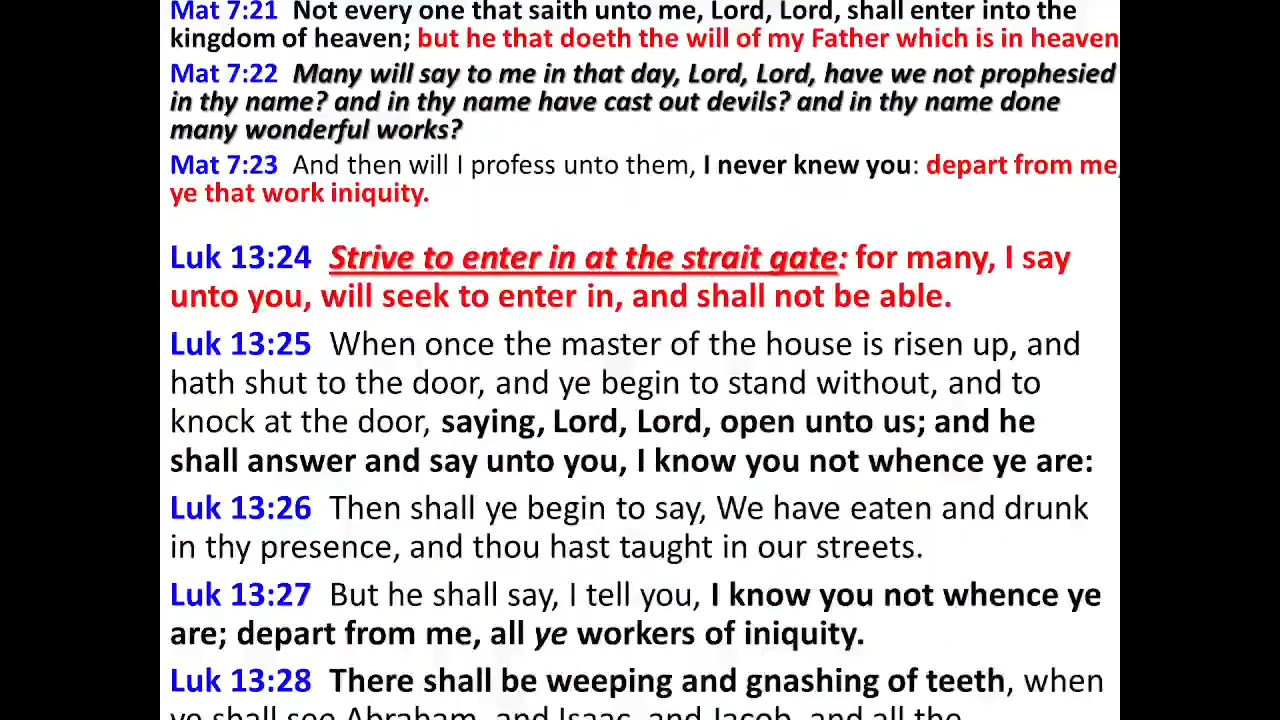 Mat 7:21 Not every one that saith unto me, Lord, Lord, shall enter into the
kingdom of heaven; but he that doeth the will of my Father which is in heaven
Mat 7:22 Many will say to me in that day, Lord, Lord, have we not prophesied
in thy name? and in thy name have cast out devils? and in thy name done
many wonderful works?
Mat 7:23 And then will I profess unto them, I never knew you: depart from me,
ye that work iniquity.
Luk 13:24 Strive to enter in at the strait gate: for many, I say
unto you, will seek to enter in, and shall not be able.
Luk 13:25 When once the master of the house is risen up, and
hath shut to the door, and ye begin to stand without, and to
knock at the door, saying, Lord, Lord, open unto us; and he
shall answer and say unto you, I know you not whence ye are:
Luk 13:26 Then shall ye begin to say, We have eaten and drunk
in thy presence, and thou hast taught in our streets.
Luk 13:27 But he shall say, I tell you, I know you not whence ye
are; depart from me, all ye workers of iniquity.
Luk 13:28 There shall be weeping and gnashing of teeth, when
ye shall see Abraham, and Isaac, and Jacob, and all the